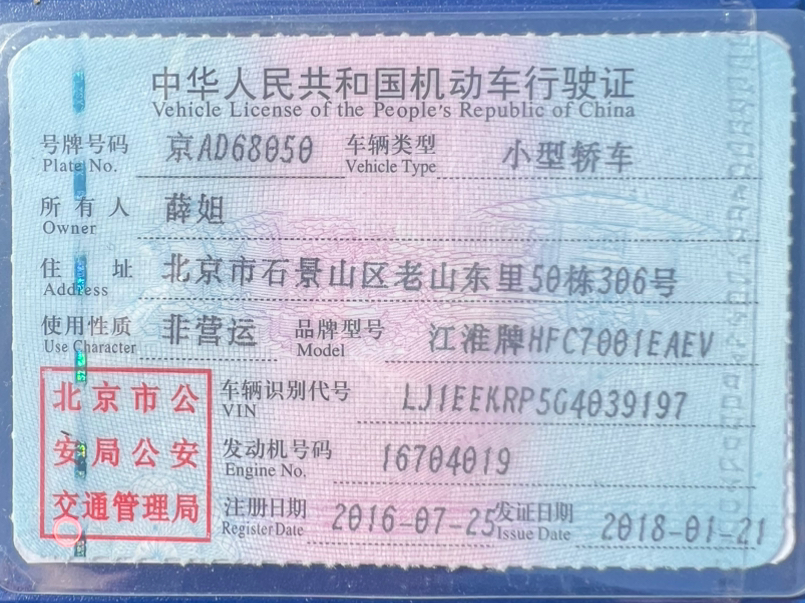 中华人民共和国机动车行驶证
Vehicle License of the People's Republic of China
号牌号码 京AD68050 车辆类型 小型轿车
Plate No. Vehicle Type
所有人 薛姐
Owner
住址 北京市石景山区老山东里50栋306号
Address
使用性质 非营运 品牌型号 江淮牌HFC7001EAEV
Use Character Model
北京市公 车辆识别代号 LJ1EEKRP5G4039197
VIN
安局公安 发动机号码 16704019
Engine No.
交通管理局 注册日期 2016-07-25 发证日期 2018-01-21
Register Date Issue Date